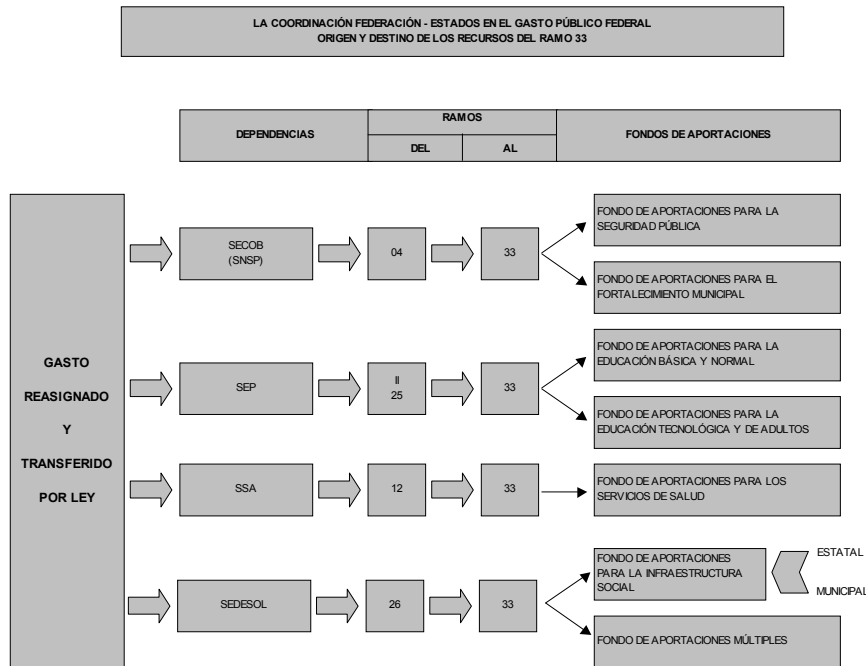 LA COORDINACIÓN FEDERACIÓN - ESTADOS EN EL GASTO PÚBLICO FEDERAL
ORIGEN Y DESTINO DE LOS RECURSOS DEL RAMO 33
DEPENDENCIAS
RAMOS
DEL
AL
FONDOS DE APORTACIONES
GASTO
REASIGNADO
Y
TRANSFERIDO
POR LEY
SECOB
(SNSP)
04
33
FONDO DE APORTACIONES PARA LA
SEGURIDAD PÚBLICA
FONDO DE APORTACIONES PARA EL
FORTALECIMIENTO MUNICIPAL
SEP
II
25
33
FONDO DE APORTACIONES PARA LA
EDUCACIÓN BÁSICA Y NORMAL
FONDO DE APORTACIONES PARA LA
EDUCACIÓN TECNOLÓGICA Y DE ADULTOS
SSA
12
33
FONDO DE APORTACIONES PARA LOS
SERVICIOS DE SALUD
SEDESOL
26
33
FONDO DE APORTACIONES
PARA LA INFRAESTRUCTURA
SOCIAL
ESTATAL
MUNICIPAL
FONDO DE APORTACIONES MÚLTIPLES